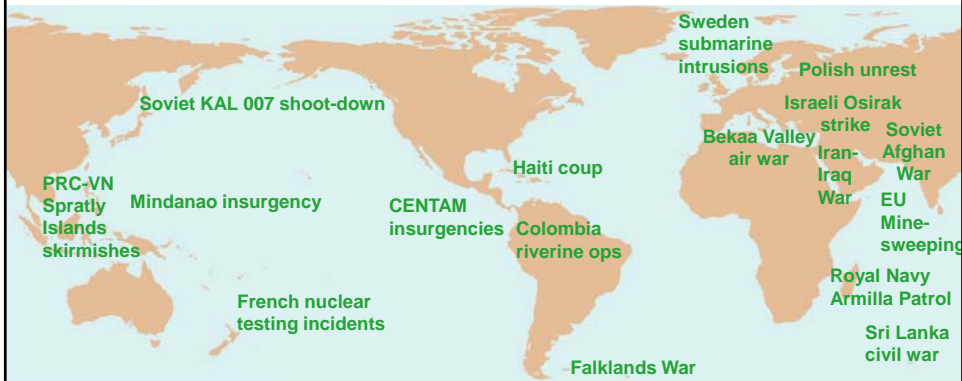 Sweden
submarine
intrusions
Polish unrest
Soviet KAL 007 shoot-down
Israeli Osirak
strike
Bekaa Valley
air war
Soviet
Afghan
War
Iran-
Iraq
War
Haiti coup
PRC-VN
Spratly
Islands
skirmishes
Mindanao insurgency
CENTAM
insurgencies
Colombia
riverine ops
EU
Mine-
sweeping
Royal Navy
Armilla Patrol
French nuclear
testing incidents
Sri Lanka
civil war
Falklands War